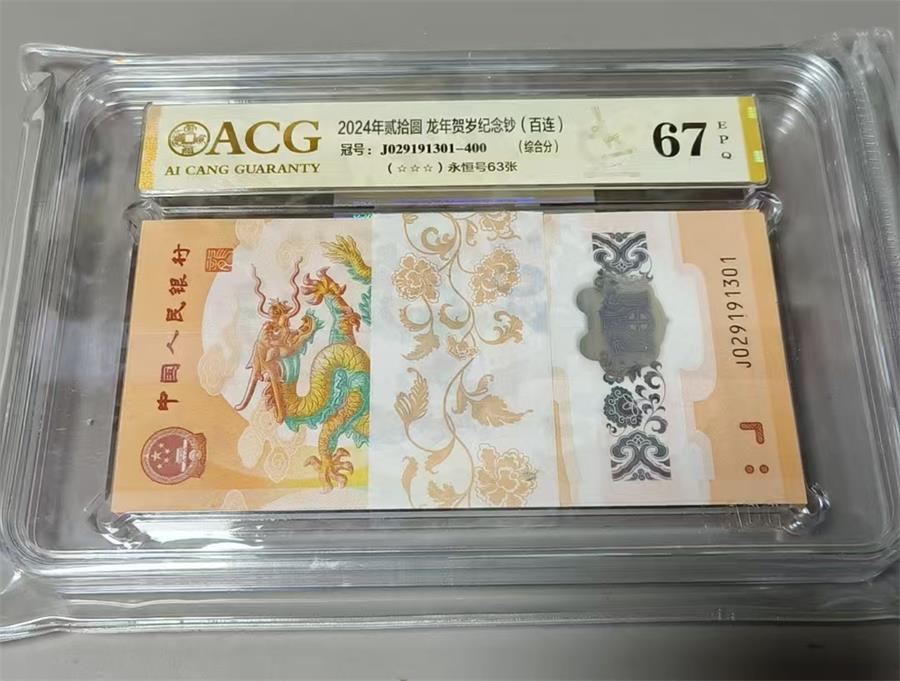 ACG
AI CANG GUARANTY
2024年贰拾圆 龙年贺岁纪念钞（百连）
冠号：J029191301-400 （综合分）
（☆☆☆）永恒号63张
67
EPQ
中国人民银行
J029191301